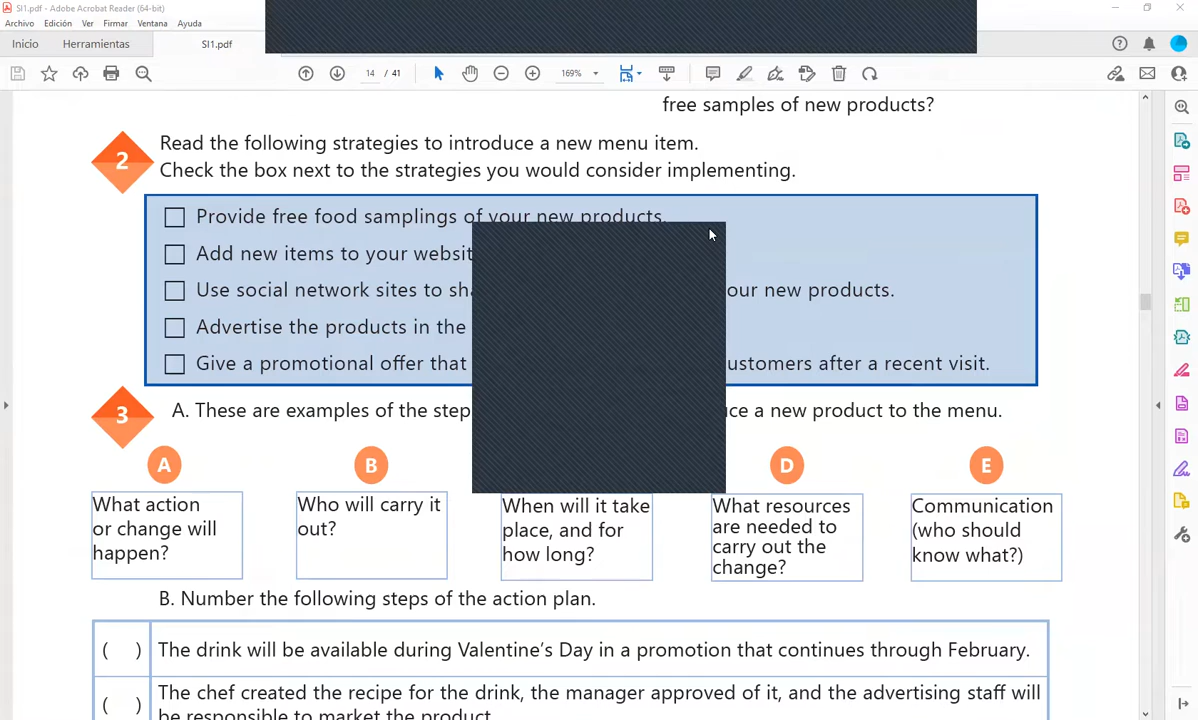 SI1.pdf - Adobe Acrobat Reader (64-bit)
Archivo Edición Ver Firmar Ventana Ayuda
Inicio Herramientas SI1.pdf
14 / 41 169%
free samples of new products?
2
Read the following strategies to introduce a new menu item.
Check the box next to the strategies you would consider implementing.
Provide free food samplings of your new products.
Add new items to your
Use social network sites to our new products.
Advertise the products in the
Give a promotional offer that ustomers after a recent visit.
3
A. These are examples of the step ce a new product to the menu.
A B D E
What action
or change will
happen?
Who will carry it
out?
When will it take
place, and for
how long?
What resources
are needed to
carry out the
change?
Communication
(who should
know what?)
B. Number the following steps of the action plan.
( ) The drink will be available during Valentine's Day in a promotion that continues through February.
( ) The chef created the recipe for the drink, the manager approved of it, and the advertising staff will
be responsible to market the product.